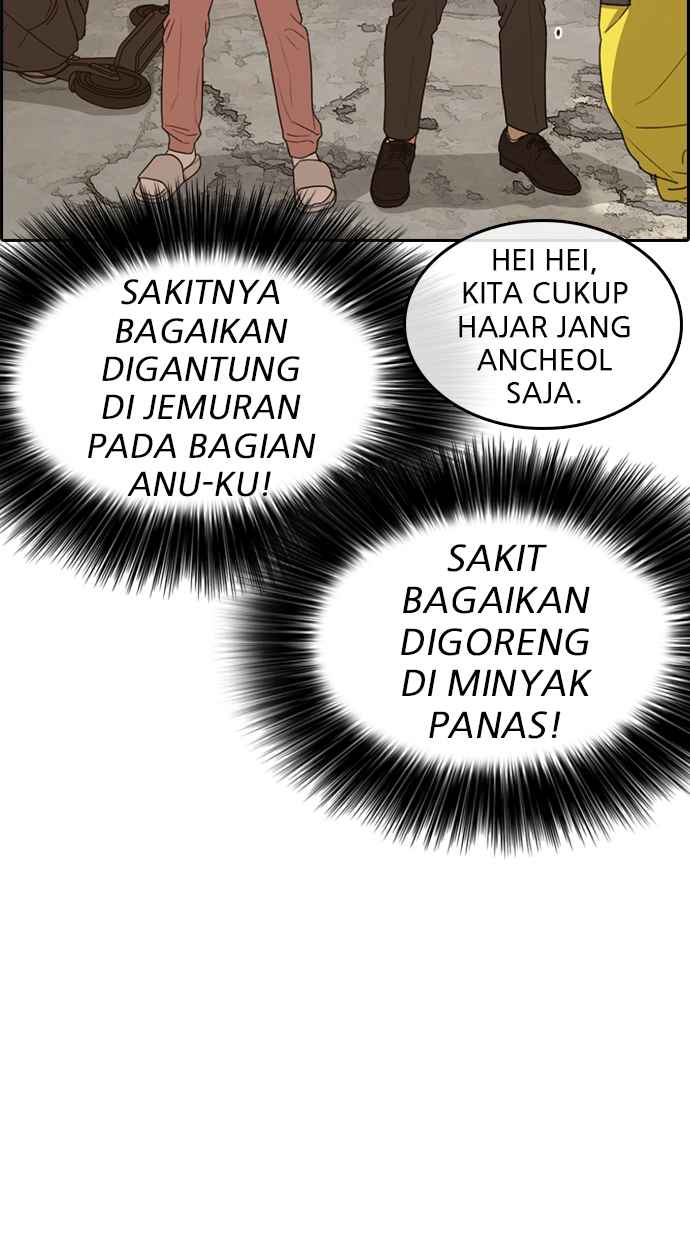 SAKITNYA
BAGAIKAN
DIGANTUNG
DI JEMURAN
PADA BAGIAN
ANU-KU!
HEI HEI,
KITA CUKUP
HAJAR JANG
ANCHEOL
SAJA.
SAKIT
BAGAIKAN
DIGORENG
DI MINYAK
PANAS!